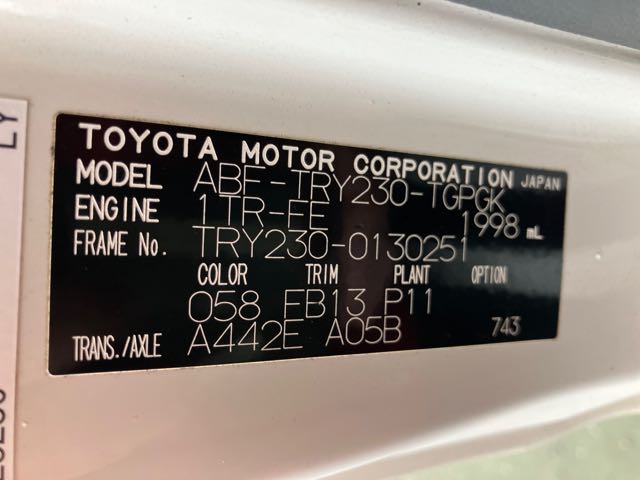 TOYOTA MOTOR CORPORATION JAPAN
MODEL ABF-TRY230-TGPGK
ENGINE 1TR-FE 1998 mL
FRAME No. TRY230-0130251
COLOR TRIM PLANT OPTION
058 FB13 P11
TRANS./AXLE A442E A05B 743
LY